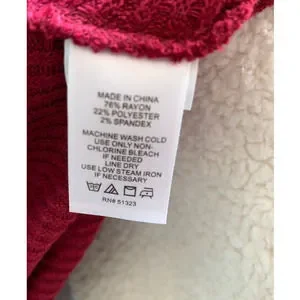 MADE IN CHINA
76% RAYON
22% POLYESTER
2% SPANDEX
MACHINE WASH COLD
USE ONLY NON-
CHLORINE BLEACH
IF NEEDED
LINE DRY
USE LOW STEAM IRON
IF NECESSARY
RN# 51323